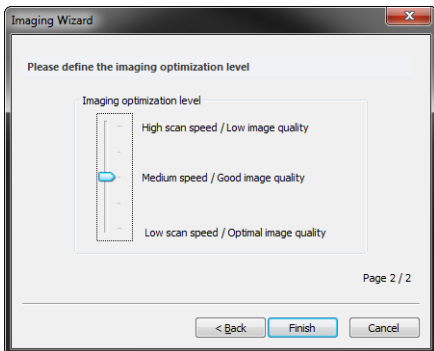 Imaging Wizard
Please define the imaging optimization level
Imaging optimization level
High scan speed / Low image quality
Medium speed / Good image quality
Low scan speed / Optimal image quality
Page 2 / 2
< Back
Finish
Cancel